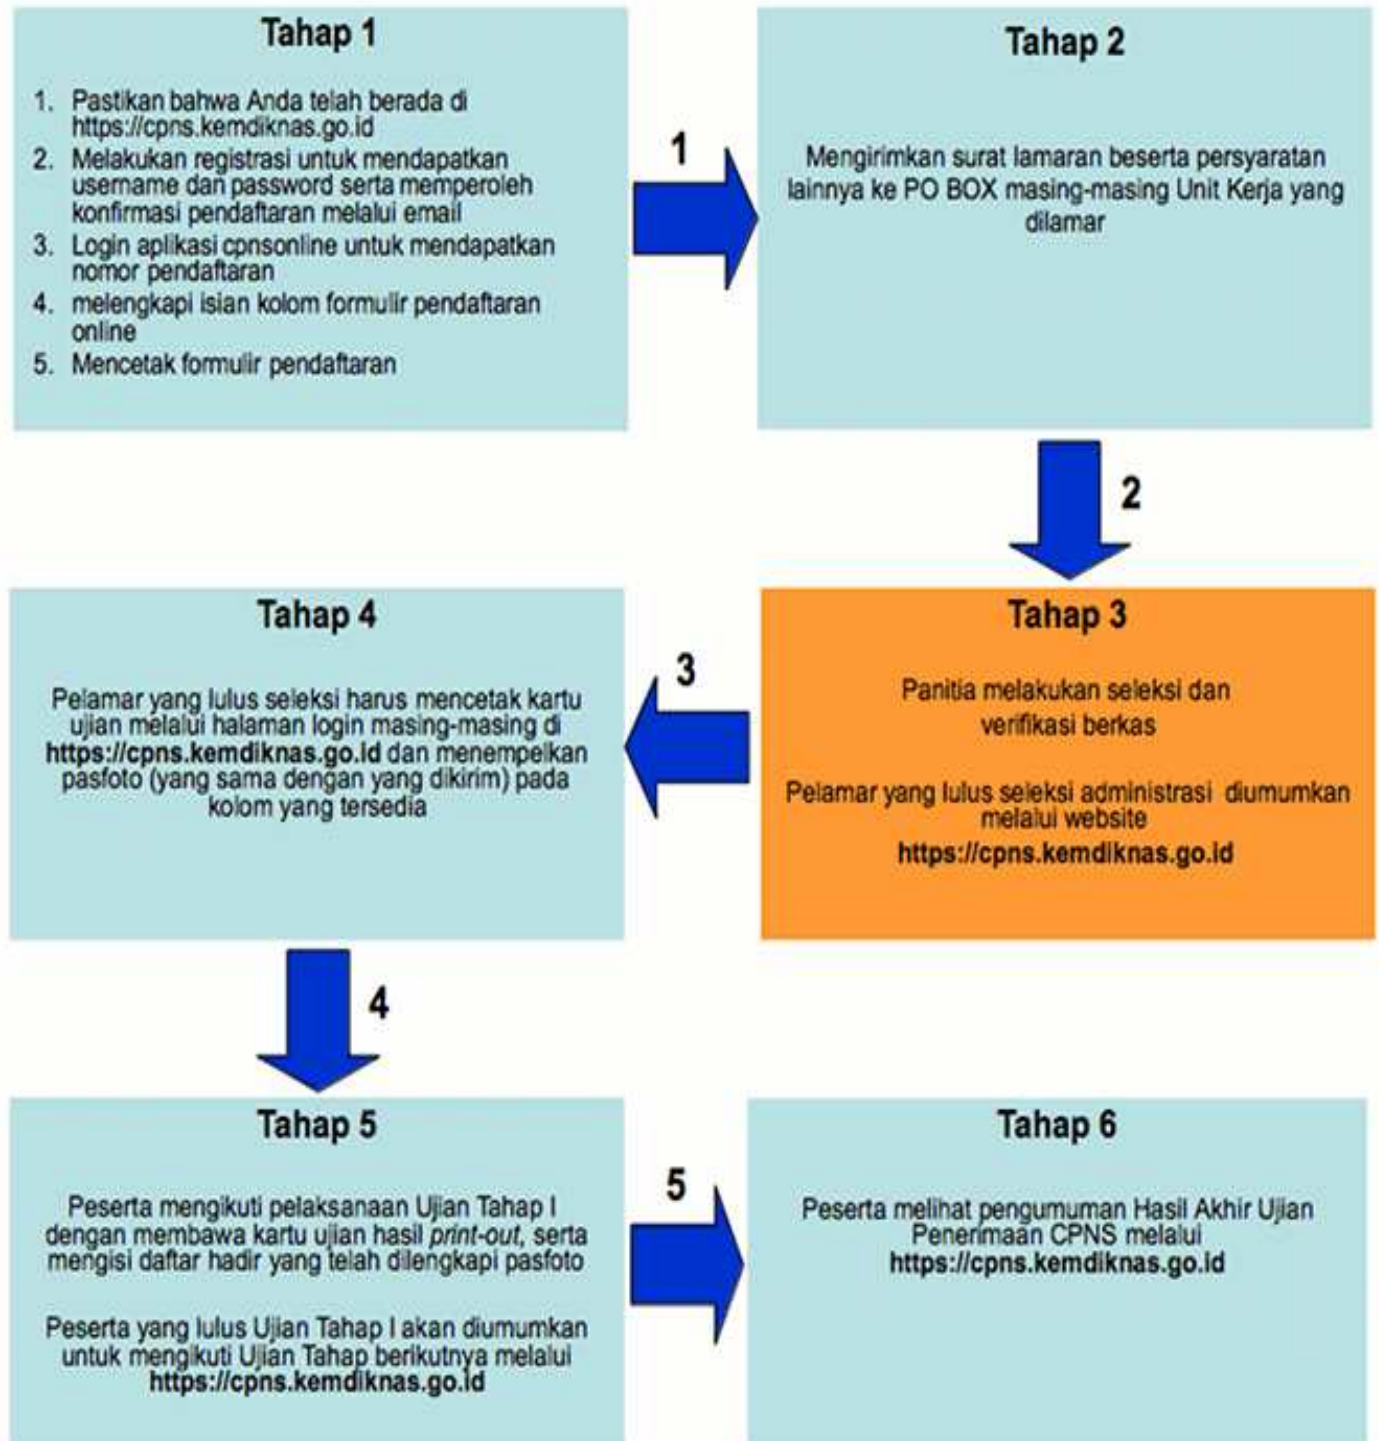 Tahap 1
1. Pastikan bahwa Anda telah berada di
https://cpns.kemdiknas.go.id
2. Melakukan registrasi untuk mendapatkan
username dan password serta memperoleh
konfirmasi pendaftaran melalui email
3. Login aplikasi cpnsonline untuk mendapatkan
nomor pendaftaran
4. melengkapi isian kolom formulir pendaftaran
online
5. Mencetak formulir pendaftaran
1
Tahap 2
Mengirimkan surat lamaran beserta persyaratan
lainnya ke PO BOX masing-masing Unit Kerja yang
dilamar
2
Tahap 3
Panitia melakukan seleksi dan
verifikasi berkas
Pelamar yang lulus seleksi administrasi diumumkan
melalui website
https://cpns.kemdiknas.go.id
3
Tahap 4
Pelamar yang lulus seleksi harus mencetak kartu
ujian melalui halaman login masing-masing di
https://cpns.kemdiknas.go.id dan menempelkan
pasfoto (yang sama dengan yang dikirim) pada
kolom yang tersedia
4
Tahap 5
Peserta mengikuti pelaksanaan Ujian Tahap I
dengan membawa kartu ujian hasil print-out, serta
mengisi daftar hadir yang telah dilengkapi pasfoto
Peserta yang lulus Ujian Tahap I akan diumumkan
untuk mengikuti Ujian Tahap berikutnya melalui
https://cpns.kemdiknas.go.id
5
Tahap 6
Peserta melihat pengumuman Hasil Akhir Ujian
Penerimaan CPNS melalui
https://cpns.kemdiknas.go.id